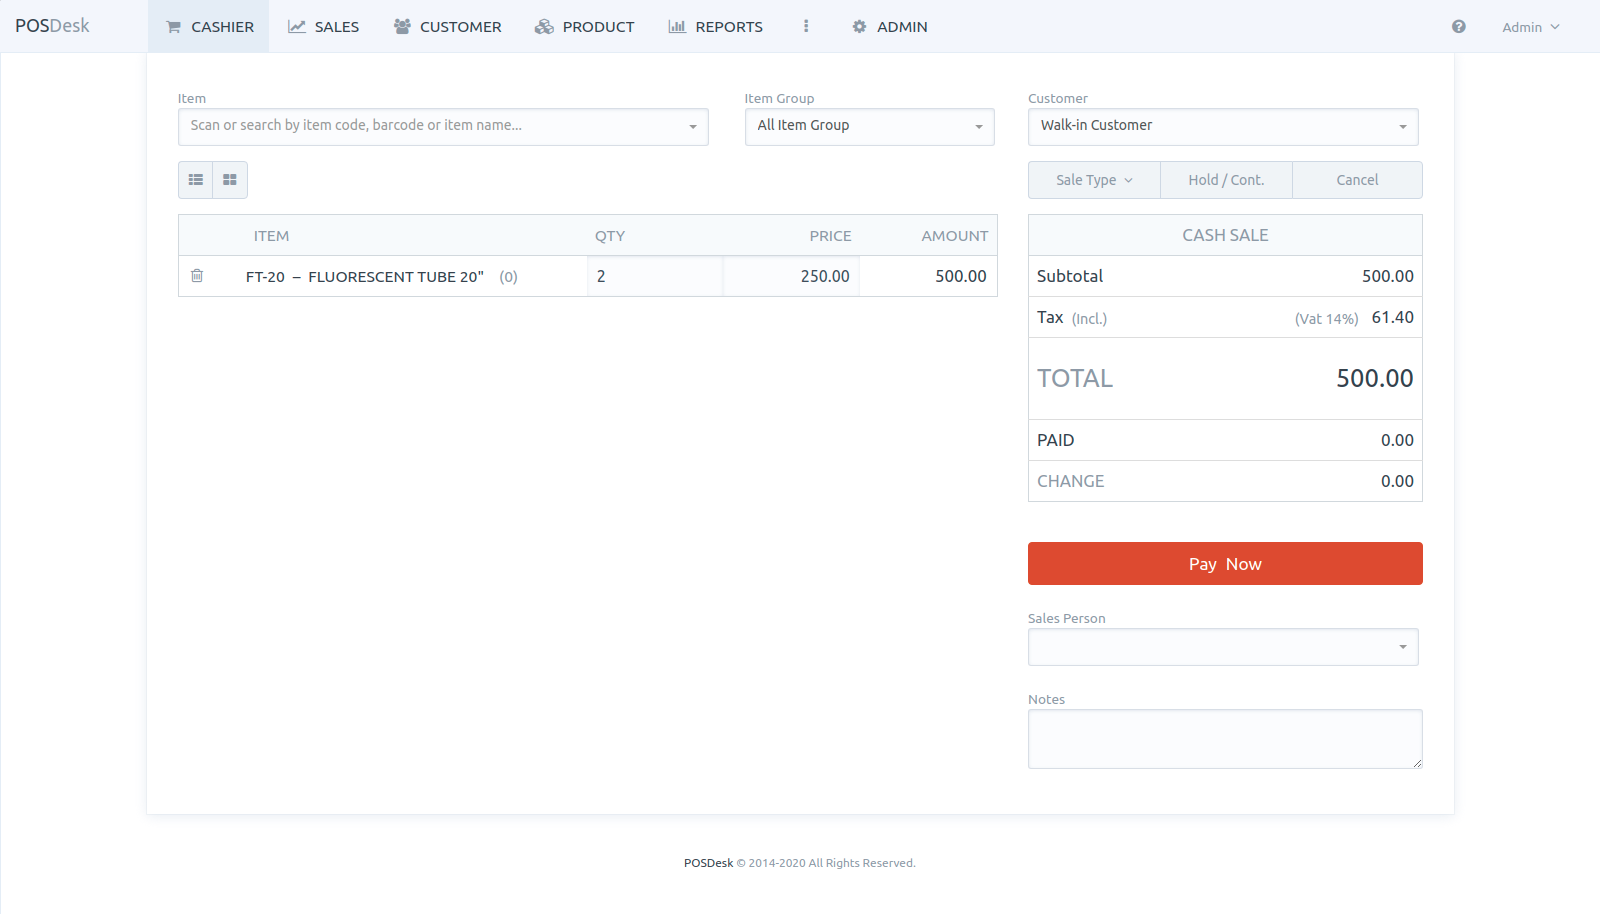 POSDesk CASHIER SALES CUSTOMER PRODUCT REPORTS ADMIN Admin
Item Item Group Customer
Scan or search by item code, barcode or item name... All Item Group Walk-in Customer
Sale Type Hold / Cont. Cancel
ITEM QTY PRICE AMOUNT
FT-20 – FLUORESCENT TUBE 20" (0) 2 250.00 500.00
CASH SALE
Subtotal 500.00
Tax (Incl.) (Vat 14%) 61.40
TOTAL 500.00
PAID 0.00
CHANGE 0.00
Pay Now
Sales Person
Notes
POSDesk © 2014-2020 All Rights Reserved.